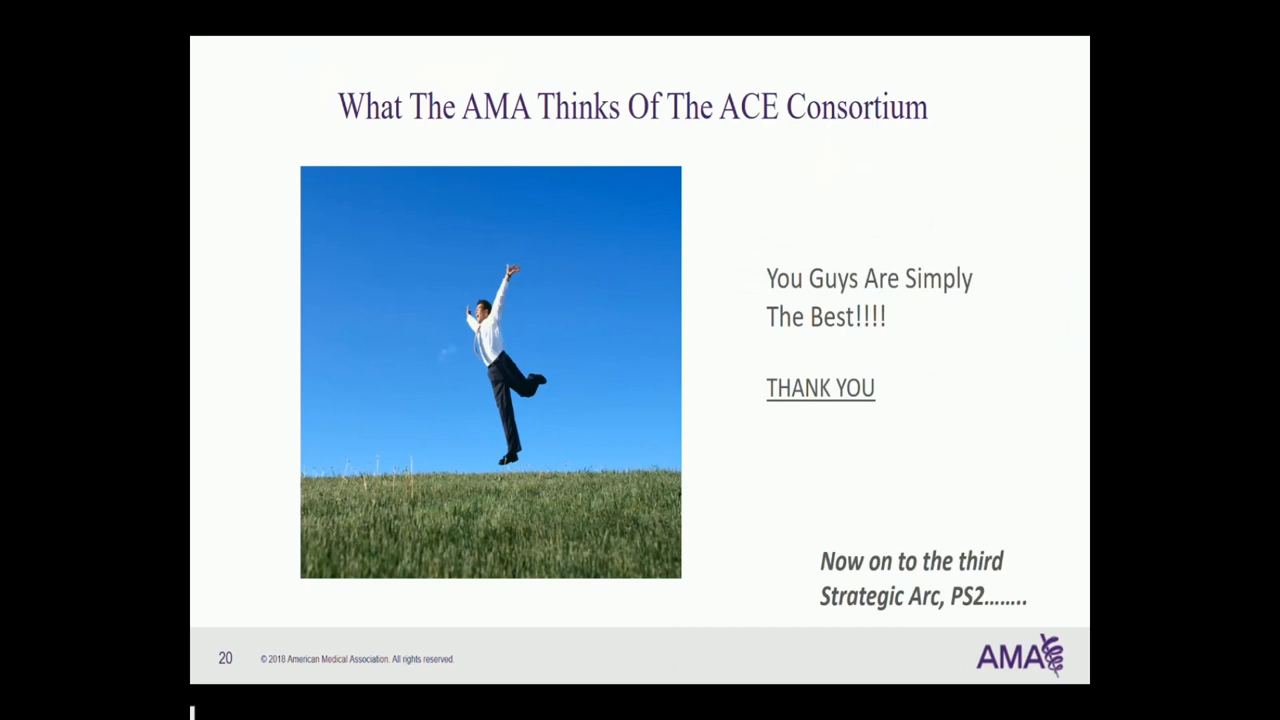 What The AMA Thinks Of The ACE Consortium
You Guys Are Simply
The Best!!!!
THANK YOU
Now on to the third
Strategic Arc, PS2........
20
© 2018 American Medical Association. All rights reserved.
AMA